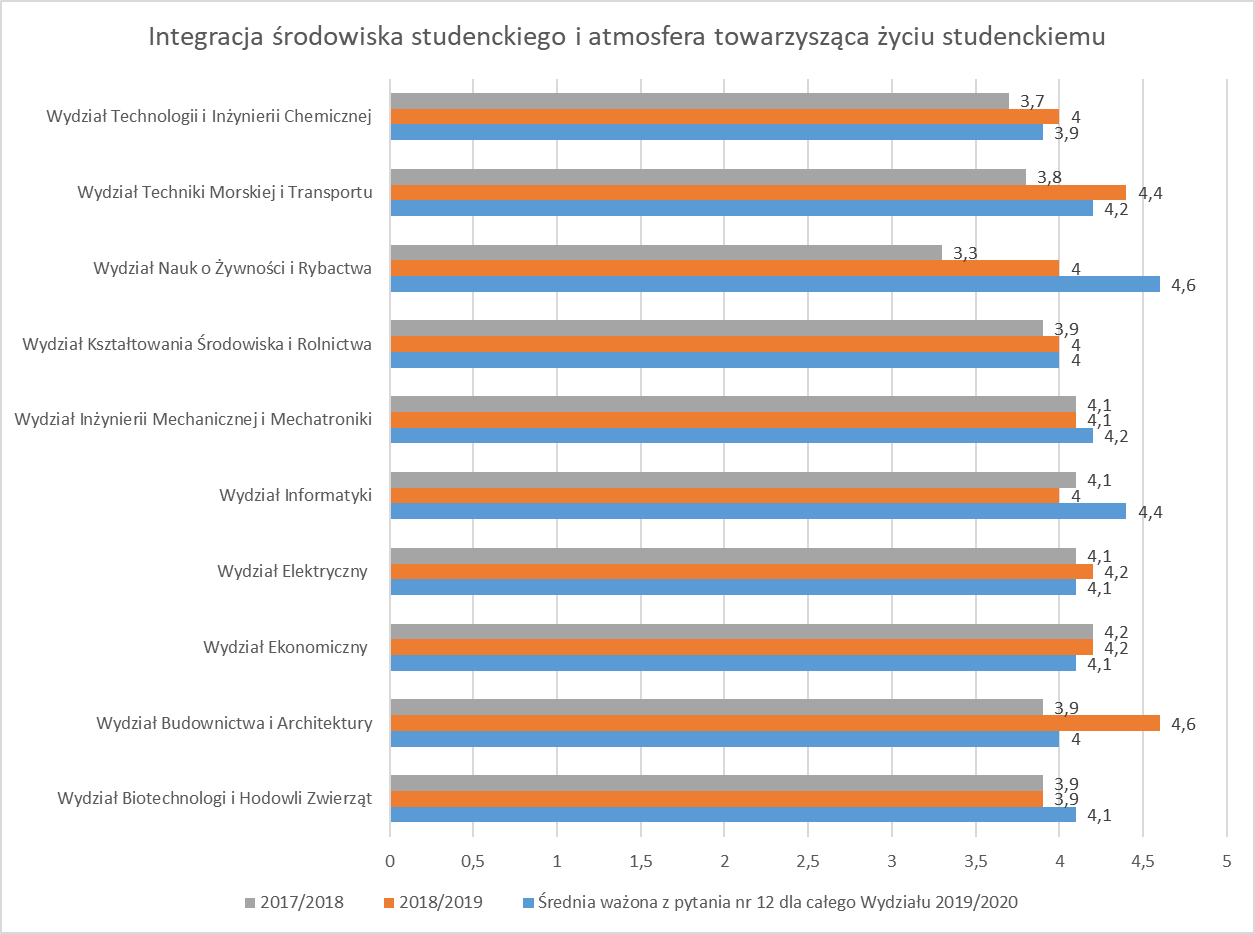 Integracja środowiska studenckiego i atmosfera towarzysząca życiu studenckiemu
Wydział Technologii i Inżynierii Chemicznej
3,7
4
3,9
Wydział Techniki Morskiej i Transportu
3,8
4,4
4,2
Wydział Nauk o Żywności i Rybactwa
3,3
4
4,6
Wydział Kształtowania Środowiska i Rolnictwa
3,9
4
4
Wydział Inżynierii Mechanicznej i Mechatroniki
4,1
4,1
4,2
Wydział Informatyki
4,1
4
4,4
Wydział Elektryczny
4,1
4,2
4,1
Wydział Ekonomiczny
4,2
4,2
4,1
Wydział Budownictwa i Architektury
3,9
4,6
4
Wydział Biotechnologi i Hodowli Zwierząt
3,9
3,9
4,1
0 0,5 1 1,5 2 2,5 3 3,5 4 4,5 5
2017/2018 2018/2019 Średnia ważona z pytania nr 12 dla całego Wydziału 2019/2020